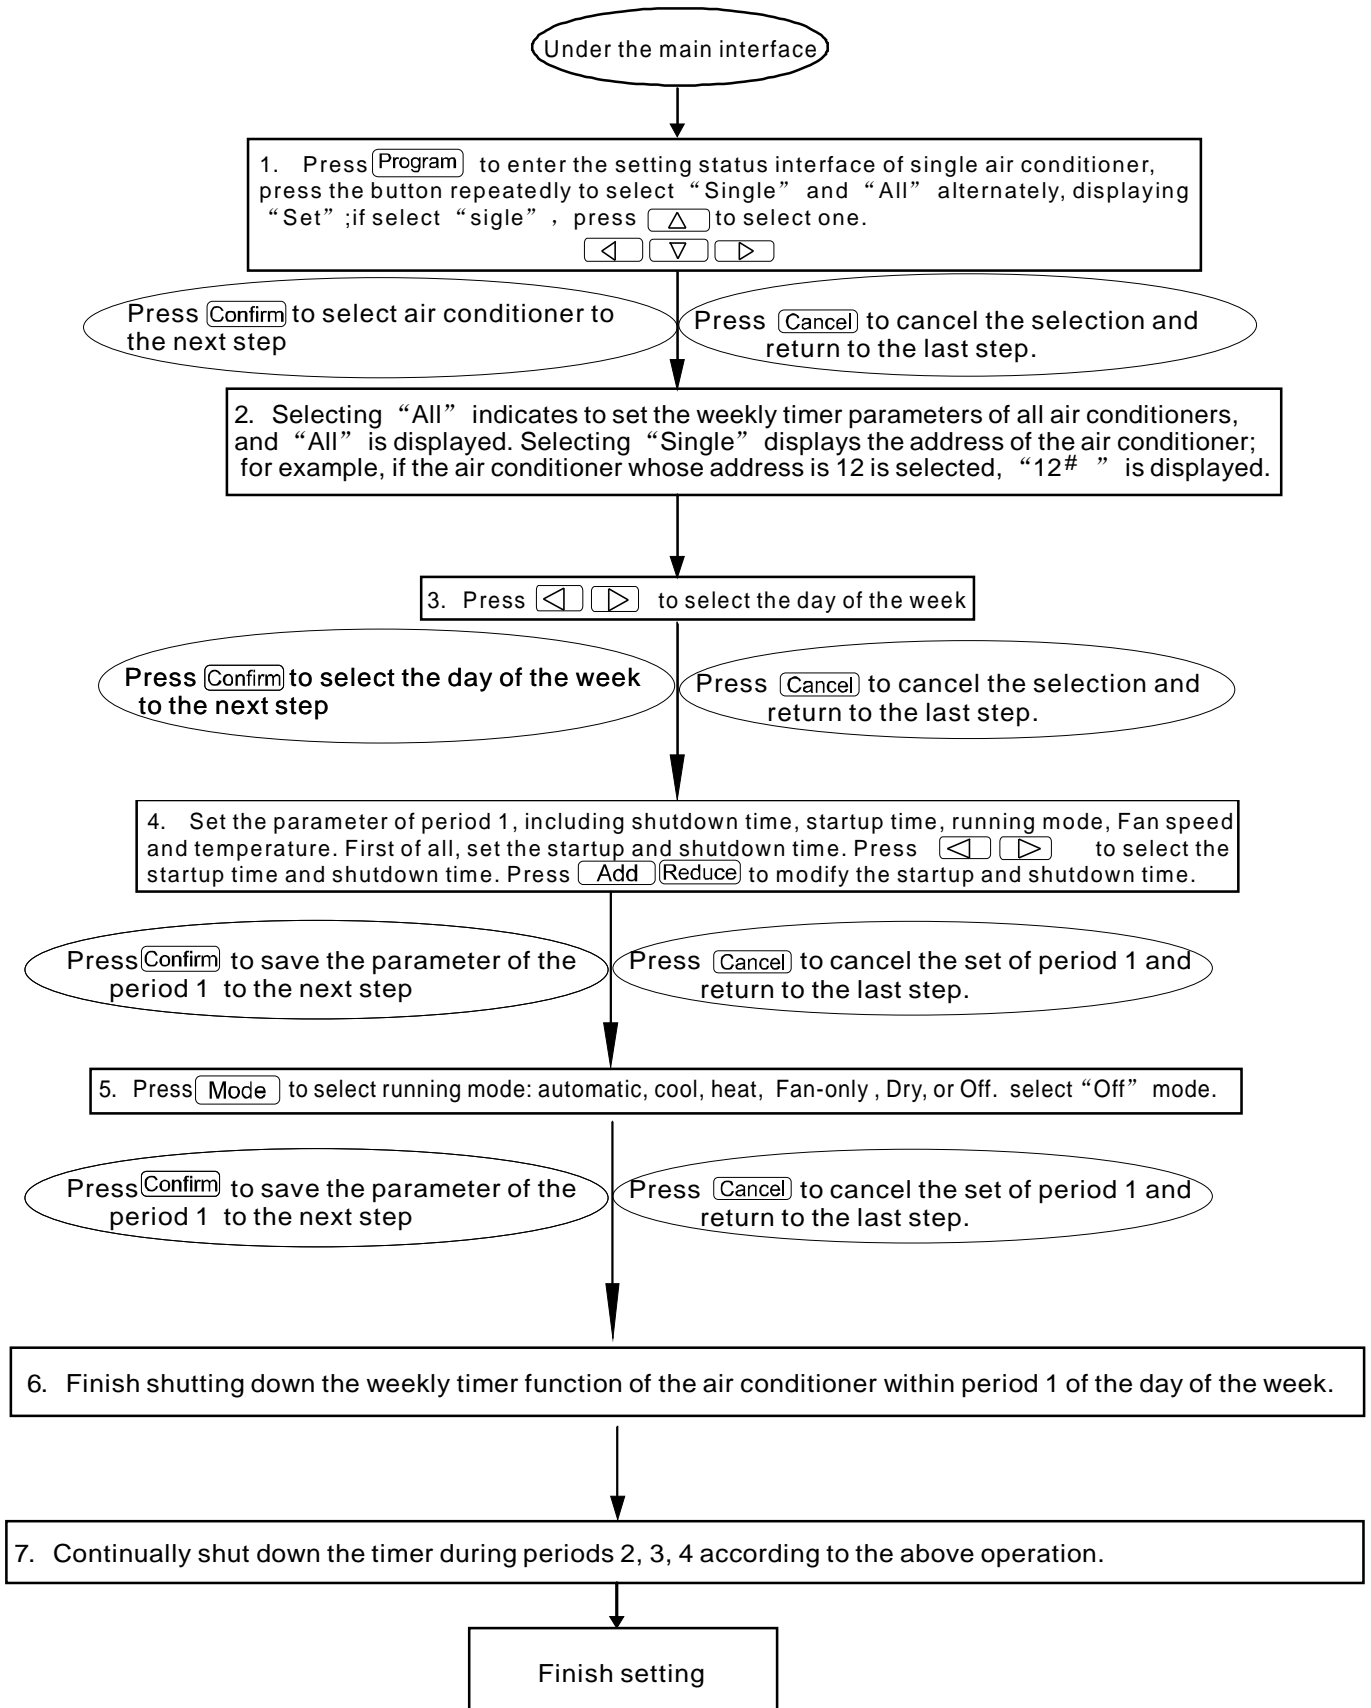 Under the main interface
1. Press Program to enter the setting status interface of single air conditioner,
press the button repeatedly to select “Single” and “All” alternately, displaying
“Set” ;if select “sigle” , press △ to select one.
◁ ▽ ▷
Press Confirm to select air conditioner to
the next step
Press Cancel to cancel the selection and
return to the last step.
2. Selecting “All” indicates to set the weekly timer parameters of all air conditioners,
and “All” is displayed. Selecting “Single” displays the address of the air conditioner;
for example, if the air conditioner whose address is 12 is selected, “12# ” is displayed.
3. Press ◁ ▷ to select the day of the week
Press Confirm to select the day of the week
to the next step
Press Cancel to cancel the selection and
return to the last step.
4. Set the parameter of period 1, including shutdown time, startup time, running mode, Fan speed
and temperature. First of all, set the startup and shutdown time. Press ◁ ▷ to select the
startup time and shutdown time. Press Add Reduce to modify the startup and shutdown time.
Press Confirm to save the parameter of the
period 1 to the next step
Press Cancel to cancel the set of period 1 and
return to the last step.
5. Press Mode to select running mode: automatic, cool, heat, Fan-only , Dry, or Off. select “Off” mode.
Press Confirm to save the parameter of the
period 1 to the next step
Press Cancel to cancel the set of period 1 and
return to the last step.
6. Finish shutting down the weekly timer function of the air conditioner within period 1 of the day of the week.
7. Continually shut down the timer during periods 2, 3, 4 according to the above operation.
Finish setting